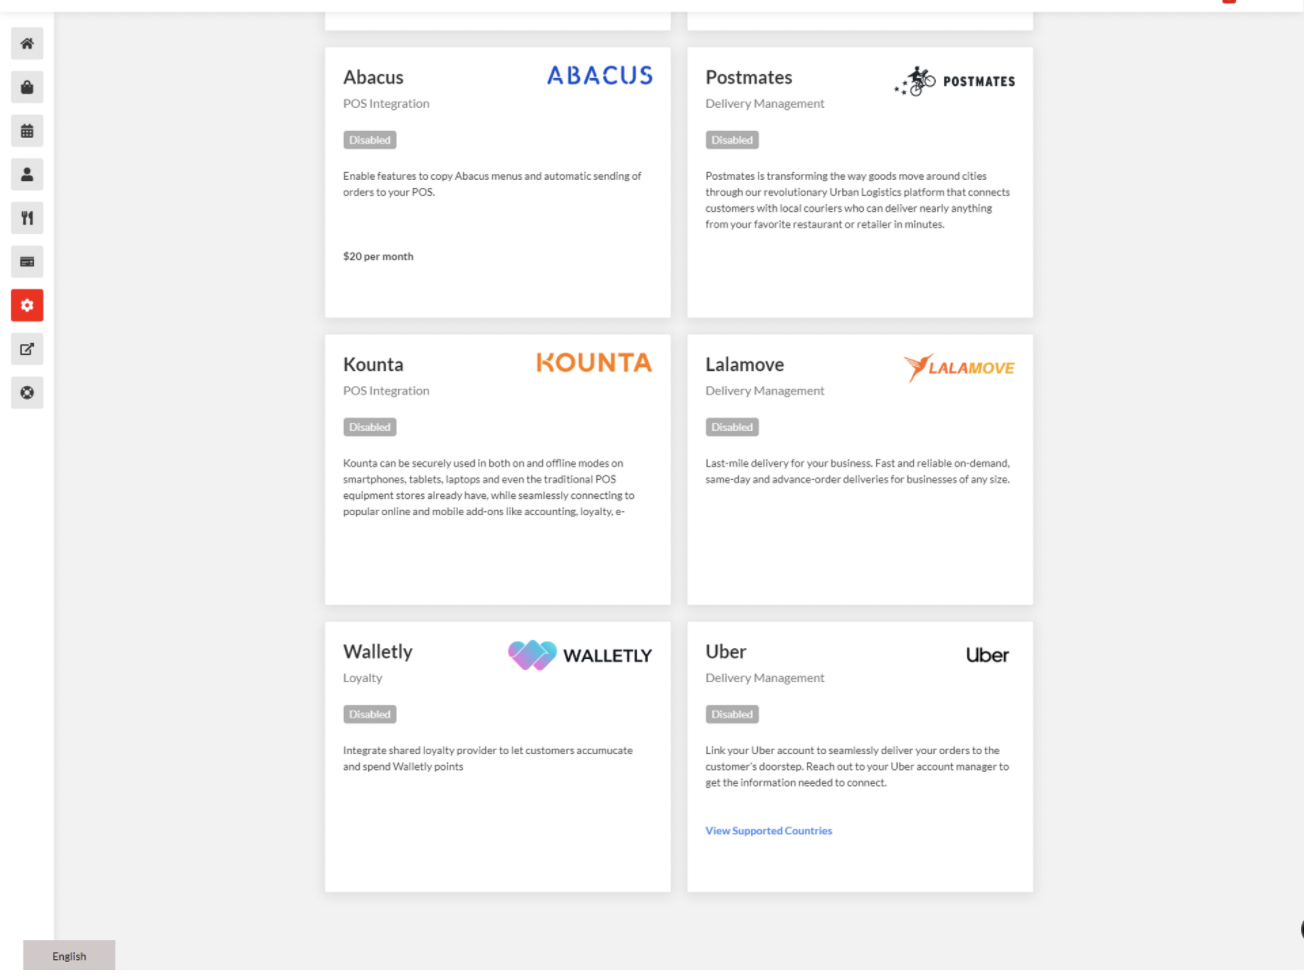 Abacus
ABACUS
POS Integration
Disabled
Enable features to copy Abacus menus and automatic sending of
orders to your POS.
$20 per month
Postmates
POSTMATES
Delivery Management
Disabled
Postmates is transforming the way goods move around cities
through our revolutionary Urban Logistics platform that connects
customers with local couriers who can deliver nearly anything
from your favorite restaurant or retailer in minutes.
Kounta
KOUNTA
POS Integration
Disabled
Kounta can be securely used in both on and offline modes on
smartphones, tablets, laptops and even the traditional POS
equipment stores already have, while seamlessly connecting to
popular online and mobile add-ons like accounting, loyalty, e-
Lalamove
LALAMOVE
Delivery Management
Disabled
Last-mile delivery for your business. Fast and reliable on-demand,
same-day and advance-order deliveries for businesses of any size.
Walletly
WALLETLY
Loyalty
Disabled
Integrate shared loyalty provider to let customers accumucate
and spend Walletly points
Uber
Uber
Delivery Management
Disabled
Link your Uber account to seamlessly deliver your orders to the
customer's doorstep. Reach out to your Uber account manager to
get the information needed to connect.
View Supported Countries
English